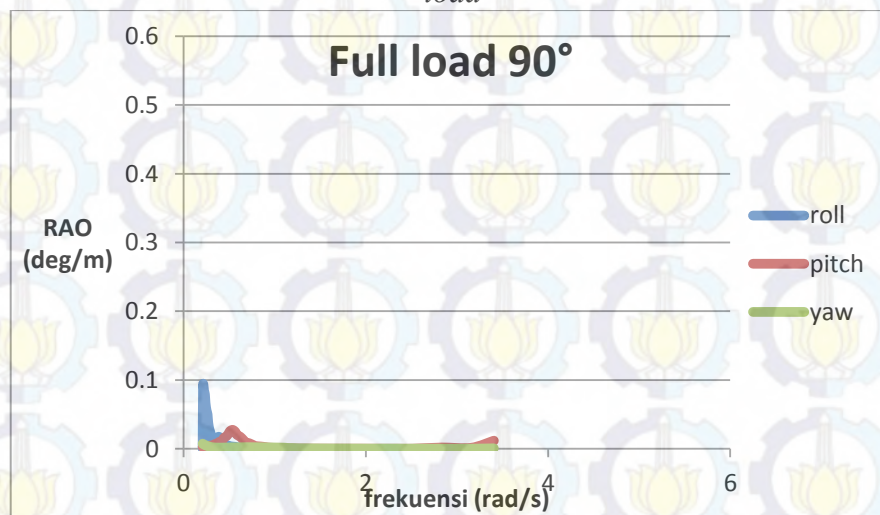 load
Full load 90°
0.6
0.5
0.4
0.3
0.2
0.1
0
RAO
(deg/m)
roll
pitch
yaw
0 2 4 6
frekuensi (rad/s)